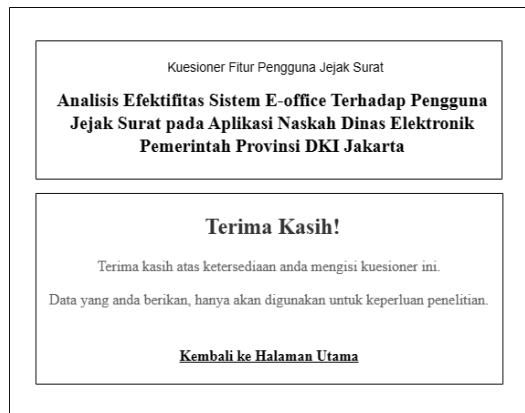 Kuesioner Fitur Pengguna Jejak Surat
Analisis Efektifitas Sistem E-office Terhadap Pengguna
Jejak Surat pada Aplikasi Naskah Dinas Elektronik
Pemerintah Provinsi DKI Jakarta
Terima Kasih!
Terima kasih atas ketersediaan anda mengisi kuesioner ini.
Data yang anda berikan, hanya akan digunakan untuk keperluan penelitian.
Kembali ke Halaman Utama